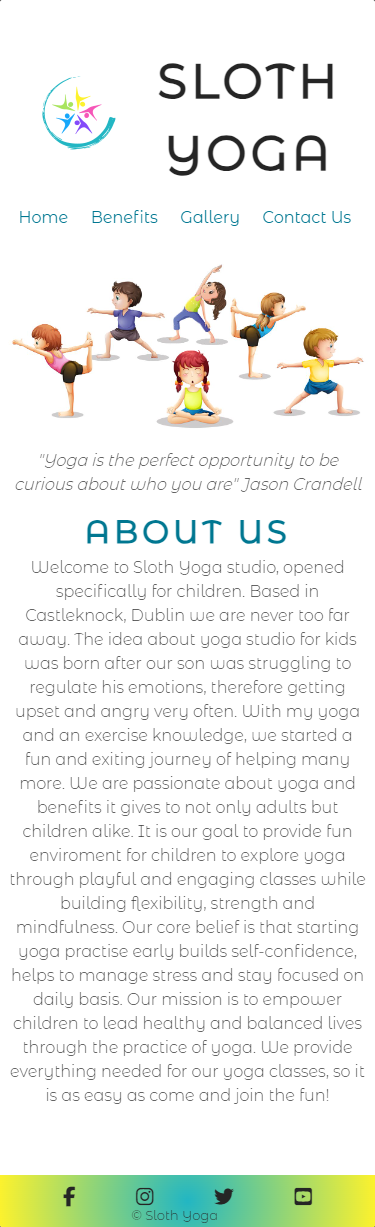 SLOTH
YOGA
Home Benefits Gallery Contact Us
"Yoga is the perfect opportunity to be
curious about who you are" Jason Crandell
ABOUT US
Welcome to Sloth Yoga studio, opened
specifically for children. Based in
Castleknock, Dublin we are never too far
away. The idea about yoga studio for kids
was born after our son was struggling to
regulate his emotions, therefore getting
upset and angry very often. With my yoga
and an exercise knowledge, we started a
fun and exiting journey of helping many
more. We are passionate about yoga and
benefits it gives to not only adults but
children alike. It is our goal to provide fun
enviroment for children to explore yoga
through playful and engaging classes while
building flexibility, strength and
mindfulness. Our core belief is that starting
yoga practise early builds self-confidence,
helps to manage stress and stay focused on
daily basis. Our mission is to empower
children to lead healthy and balanced lives
through the practice of yoga. We provide
everything needed for our yoga classes, so it
is as easy as come and join the fun!
© Sloth Yoga